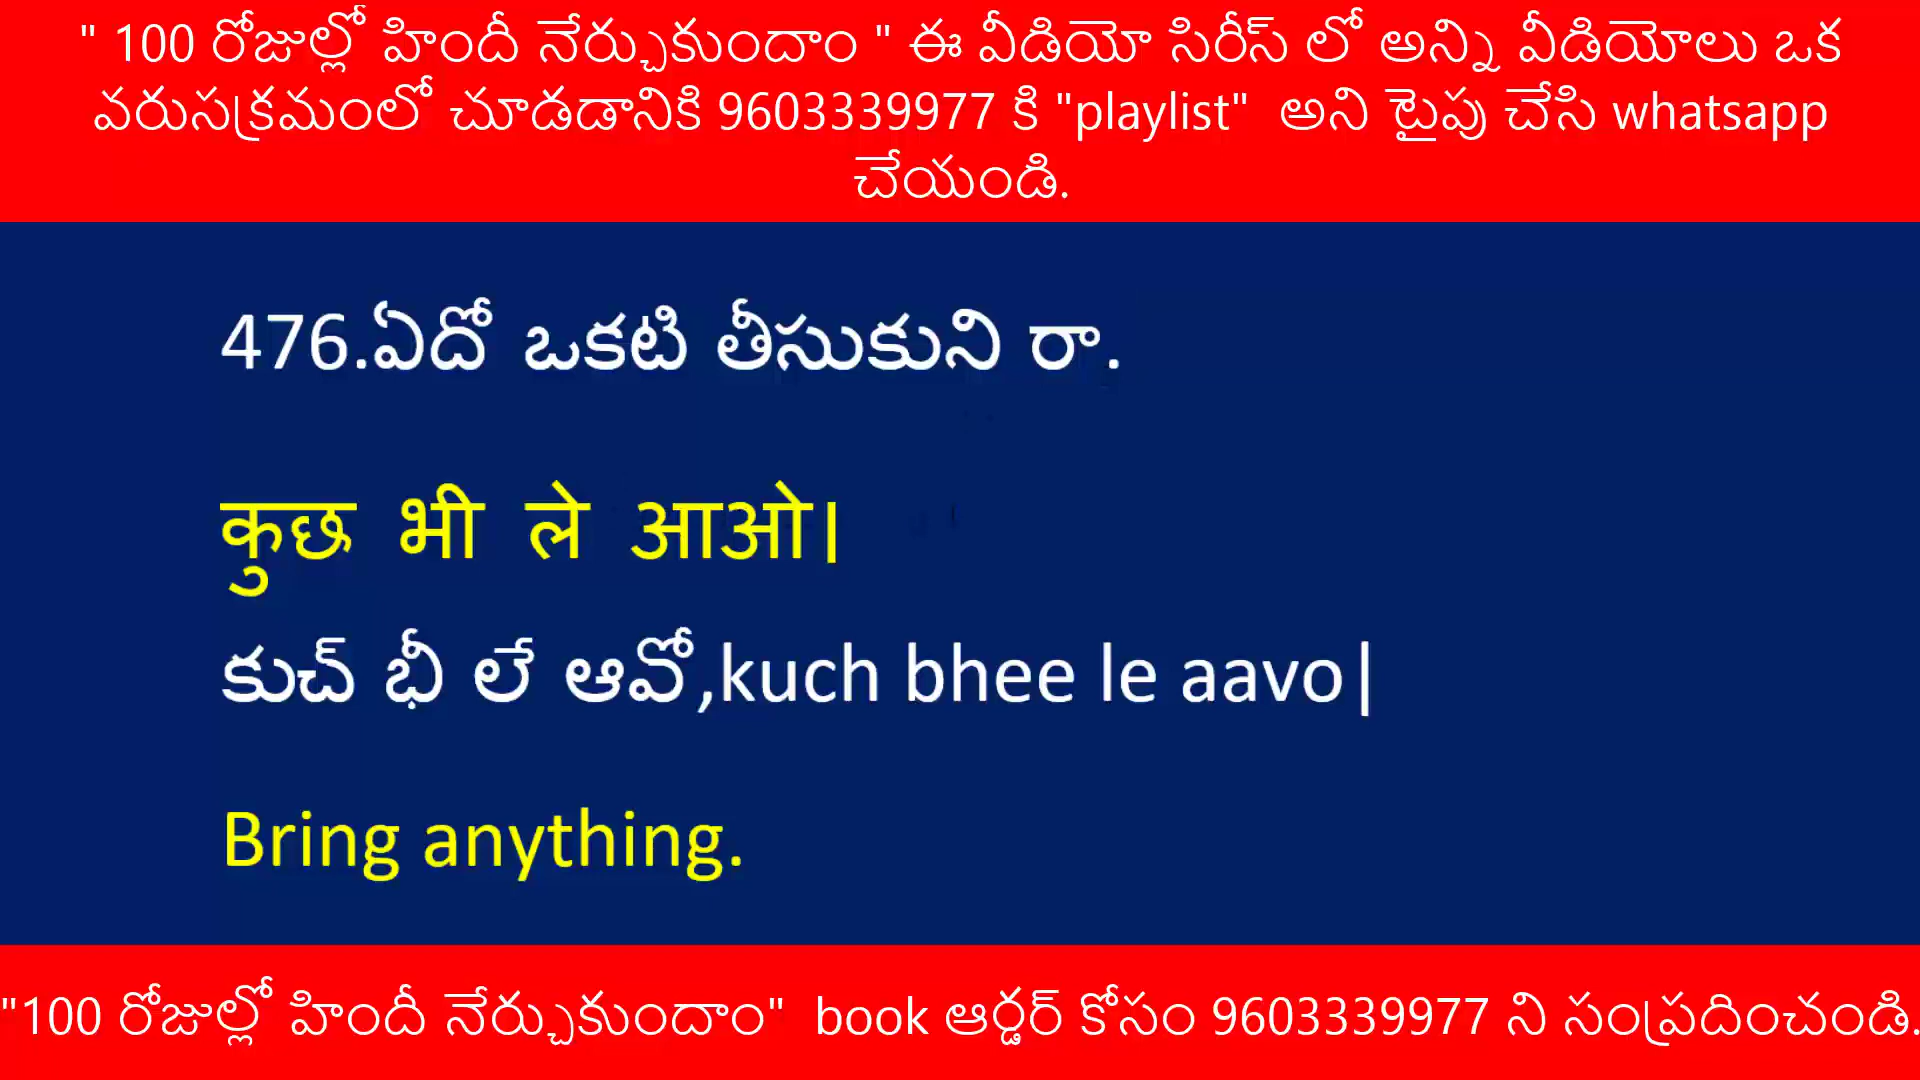 " 100 రోజుల్లో హిందీ నేర్చుకుందాం " ఈ వీడియో సిరీస్ లో అన్ని వీడియోలు ఒక
వరుసక్రమంలో చూడడానికి 9603339977 కి "playlist" అని టైపు చేసి whatsapp
చేయండి.
476.ఏదో ఒకటి తీసుకుని రా.
कुछ भी ले आओ।
కుచ్ భీ లే ఆవో,kuch bhee le aavo|
Bring anything.
"100 రోజుల్లో హిందీ నేర్చుకుందాం" book ఆర్డర్ కోసం 9603339977 ని సంప్రదించండి.